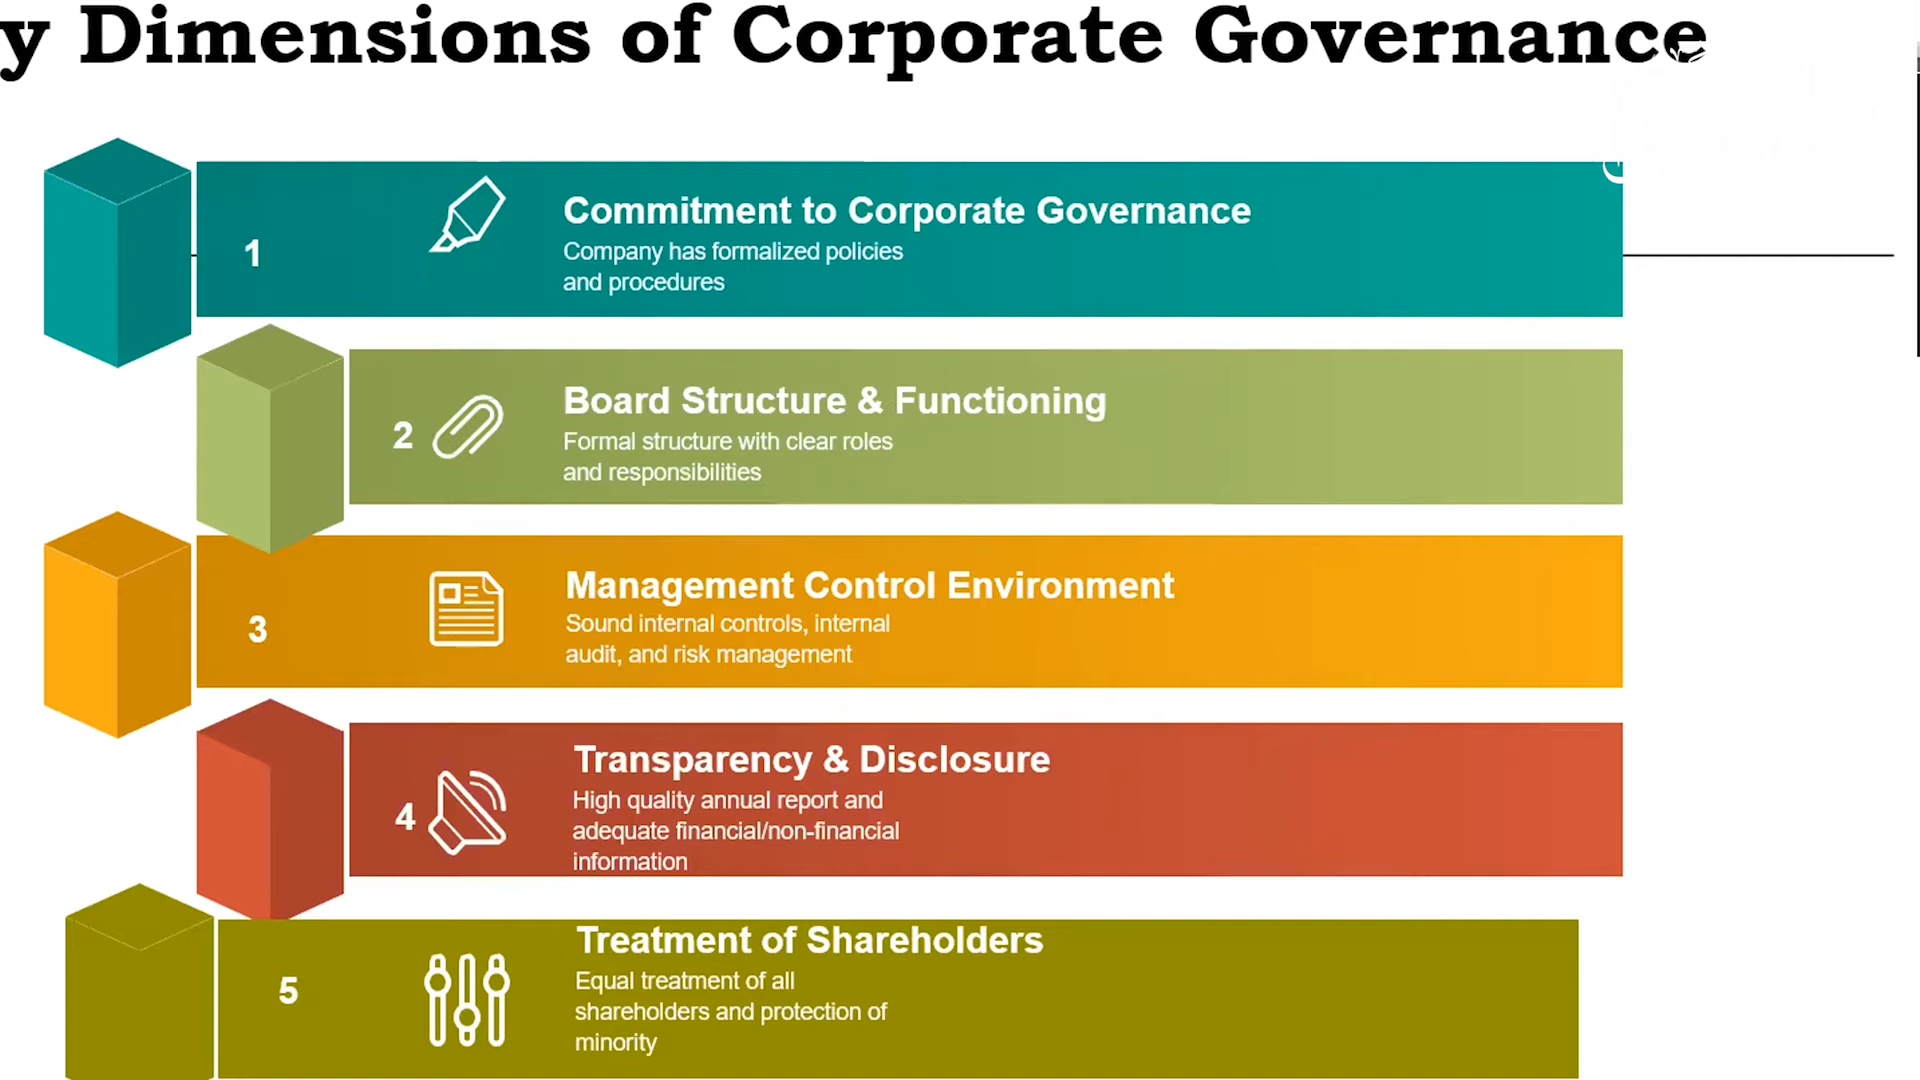 y Dimensions of Corporate Governance
1
Commitment to Corporate Governance
Company has formalized policies
and procedures
2
Board Structure & Functioning
Formal structure with clear roles
and responsibilities
3
Management Control Environment
Sound internal controls, internal
audit, and risk management
4
Transparency & Disclosure
High quality annual report and
adequate financial/non-financial
information
5
Treatment of Shareholders
Equal treatment of all
shareholders and protection of
minority